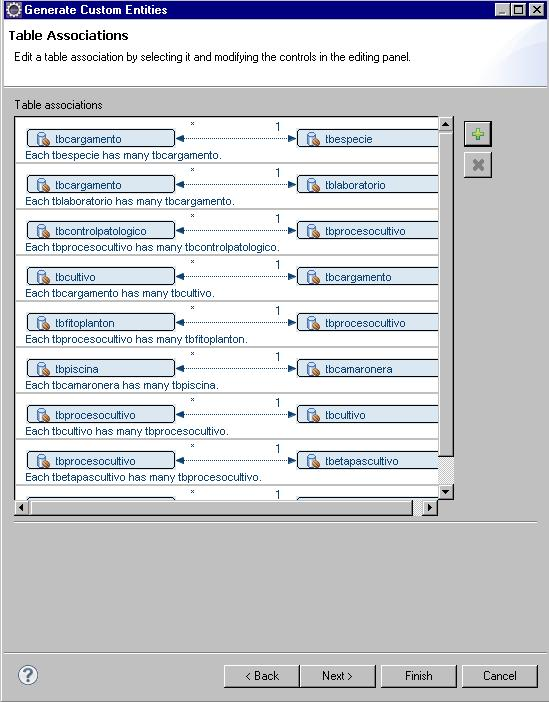 Generate Custom Entities
Table Associations
Edit a table association by selecting it and modifying the controls in the editing panel.
Table associations
tbcargamento * 1 tbespecie
Each tbespecie has many tbcargamento.
tbcargamento * 1 tblaboratorio
Each tblaboratorio has many tbcargamento.
tbcontrolpatologico * 1 tbprocesocultivo
Each tbprocesocultivo has many tbcontrolpatologico.
tbcultivo * 1 tbcargamento
Each tbcargamento has many tbcultivo.
tbfitoplanton * 1 tbprocesocultivo
Each tbprocesocultivo has many tbfitoplanton.
tbpiscina * 1 tbcamaronera
Each tbcamaronera has many tbpiscina.
tbprocesocultivo * 1 tbcultivo
Each tbcultivo has many tbprocesocultivo.
tbprocesocultivo * 1 tbetapascultivo
Each tbetapascultivo has many tbprocesocultivo.
* 1
? < Back Next > Finish Cancel